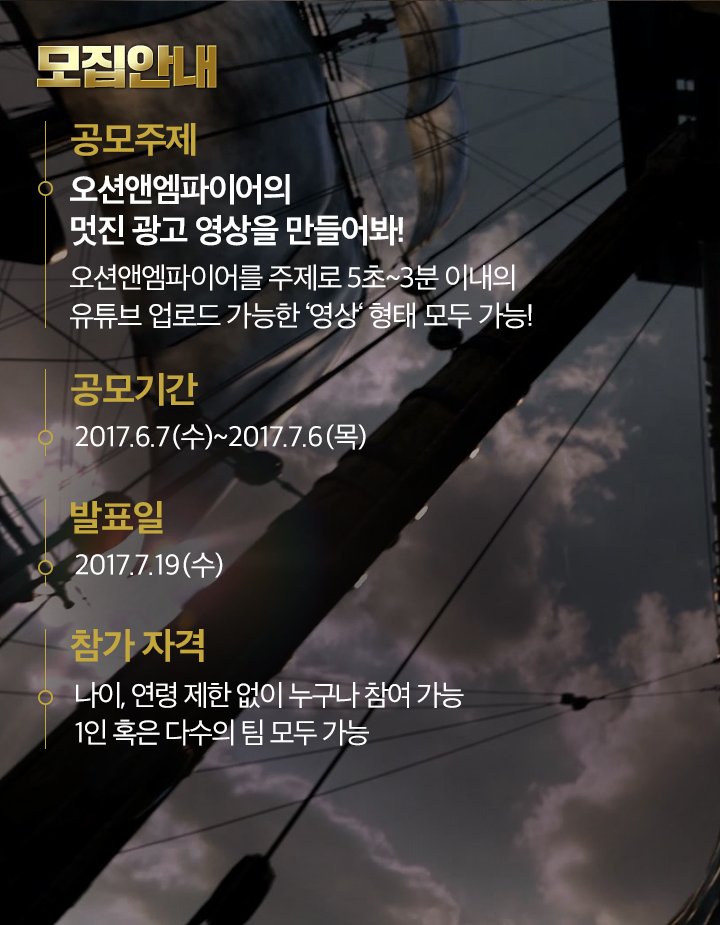 모집안내
공모주제
오션앤엠파이어의
멋진 광고 영상을 만들어봐!
오션앤엠파이어를 주제로 5초~3분 이내의
유튜브 업로드 가능한 ‘영상‘ 형태 모두 가능!
공모기간
2017.6.7(수)~2017.7.6(목)
발표일
2017.7.19(수)
참가 자격
나이, 연령 제한 없이 누구나 참여 가능
1인 혹은 다수의 팀 모두 가능